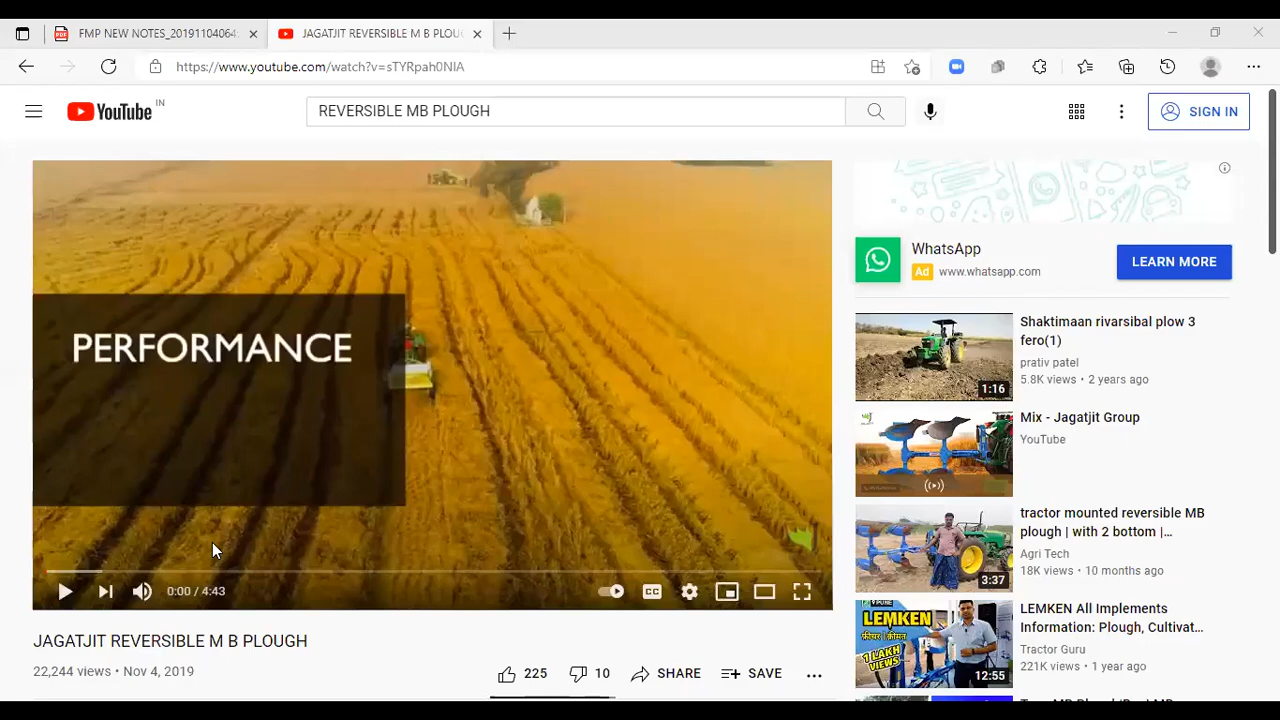 FMP NEW NOTES_20191104064
JAGATJIT REVERSIBLE M B PLOU
https://www.youtube.com/watch?v=sTYRpah0NIA
YouTube IN
REVERSIBLE MB PLOUGH
SIGN IN
PERFORMANCE
0:00 / 4:43
CC
JAGATJIT REVERSIBLE M B PLOUGH
22,244 views • Nov 4, 2019
225
10
SHARE
SAVE
WhatsApp
Ad www.whatsapp.com
LEARN MORE
Shaktimaan rivarsibal plow 3
fero(1)
prativ patel
5.8K views • 2 years ago
1:16
Mix - Jagatjit Group
YouTube
tractor mounted reversible MB
plough | with 2 bottom |...
Agri Tech
18K views • 10 months ago
3:37
LEMKEN All Implements
Information: Plough, Cultivat...
Tractor Guru
221K views • 1 year ago
LEMKEN
1 LAKH
VIEWS
12:55